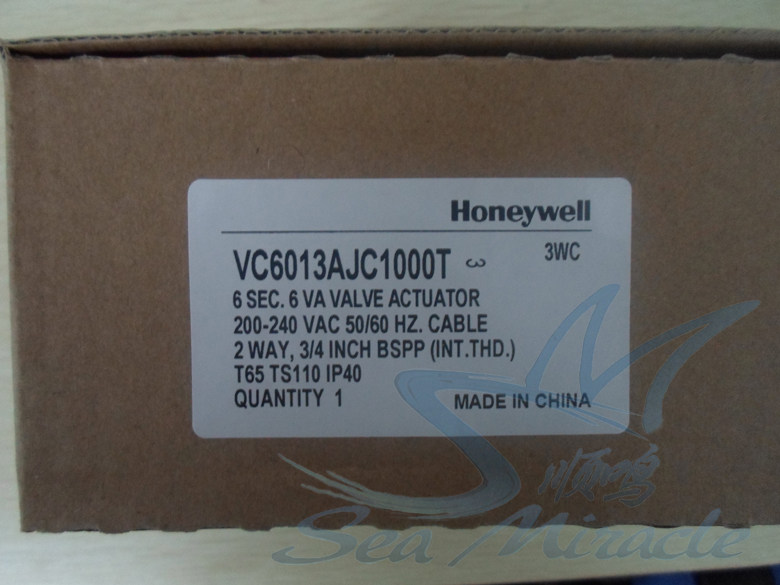 Honeywell
VC6013AJC1000T 3 3WC
6 SEC. 6 VA VALVE ACTUATOR
200-240 VAC 50/60 HZ. CABLE
2 WAY, 3/4 INCH BSPP (INT.THD.)
T65 TS110 IP40
QUANTITY 1 MADE IN CHINA
Sea Miracle